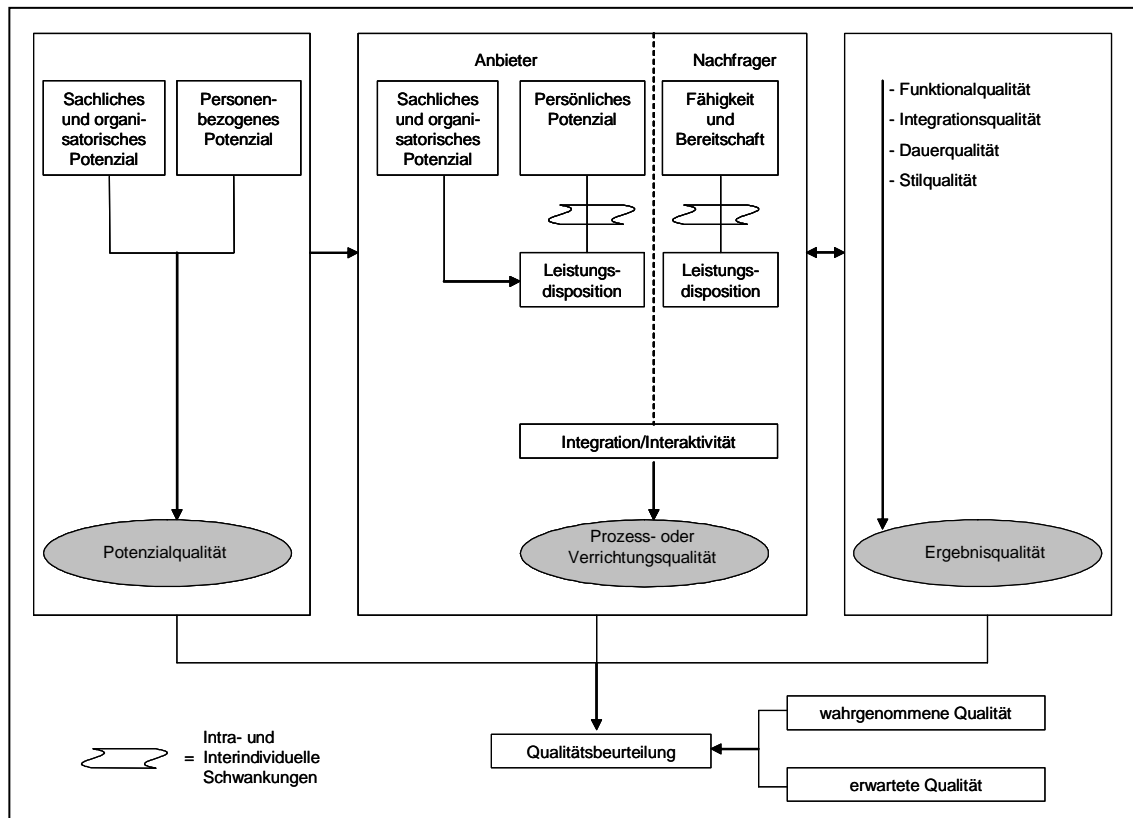 Anbieter
Nachfrager
Sachliches
und organi-
satorisches
Potenzial
Personen-
bezogenes
Potenzial
Sachliches
und organi-
satorisches
Potenzial
Persönliches
Potenzial
Fähigkeit
und
Bereitschaft
- Funktionalqualität
- Integrationsqualität
- Dauerqualität
- Stilqualität
Leistungs-
disposition
Leistungs-
disposition
Integration/Interaktivität
Potenzialqualität
Prozess- oder
Verrichtungsqualität
Ergebnisqualität
Intra- und
= Interindividuelle
Schwankungen
Qualitätsbeurteilung
wahrgenommene Qualität
erwartete Qualität